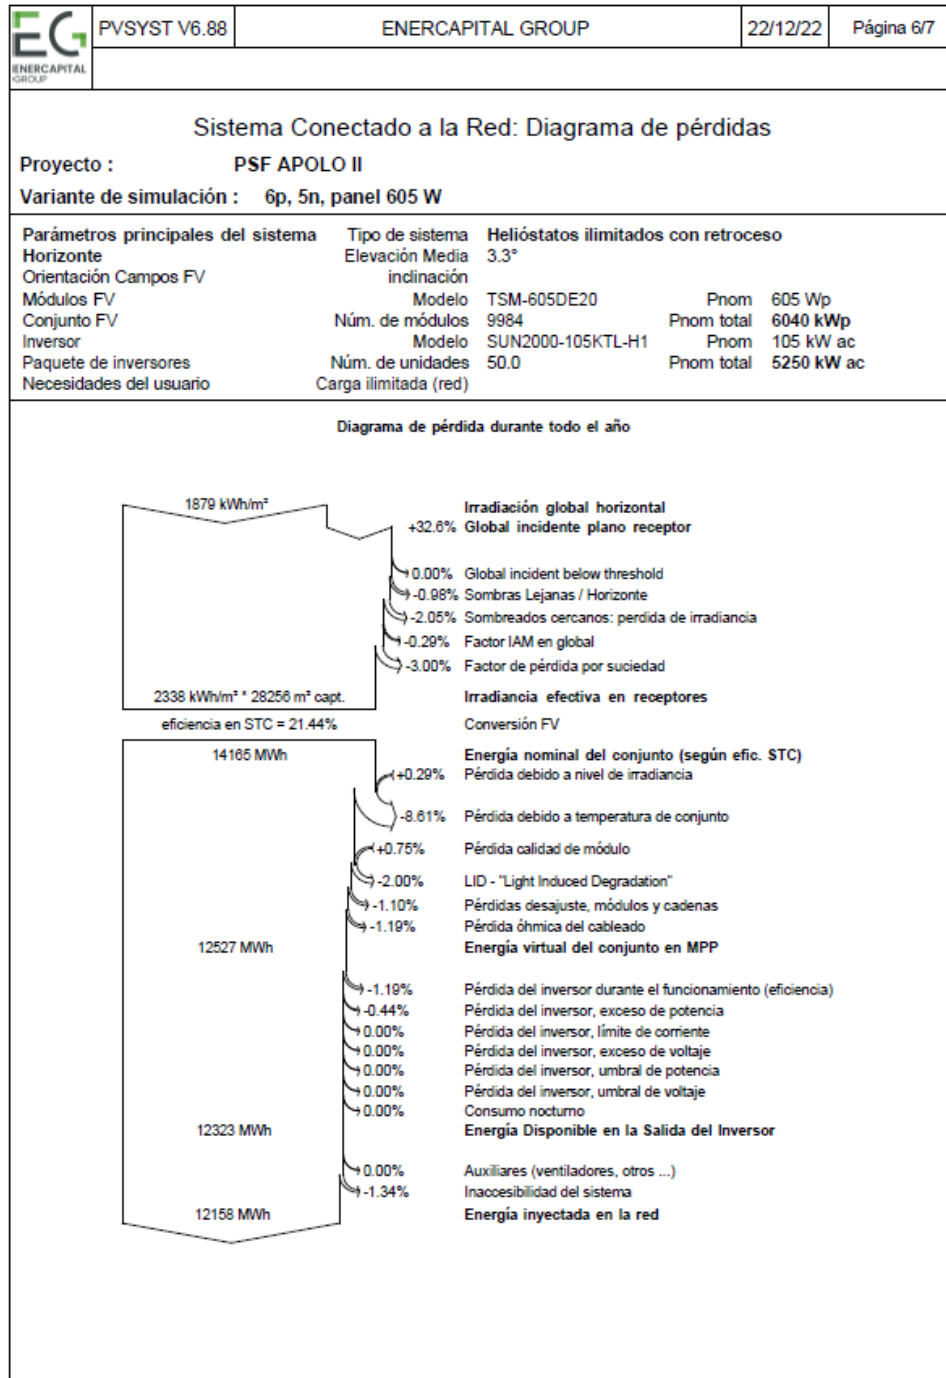 EG
ENERCAPITAL
GROUP
PVSYST V6.88 ENERCAPITAL GROUP 22/12/22 Página 6/7
Sistema Conectado a la Red: Diagrama de pérdidas
Proyecto : PSF APOLO II
Variante de simulación : 6p, 5n, panel 605 W
Parámetros principales del sistema Tipo de sistema Helióstatos ilimitados con retroceso
Horizonte Elevación Media 3.3°
Orientación Campos FV inclinación
Módulos FV Modelo TSM-605DE20 Pnom 605 Wp
Conjunto FV Núm. de módulos 9984 Pnom total 6040 kWp
Inversor Modelo SUN2000-105KTL-H1 Pnom 105 kW ac
Paquete de inversores Núm. de unidades 50.0 Pnom total 5250 kW ac
Necesidades del usuario Carga ilimitada (red)
Diagrama de pérdida durante todo el año
1879 kWh/m² Irradiación global horizontal
+32.6% Global incidente plano receptor
0.00% Global incident below threshold
-0.98% Sombras Lejanas / Horizonte
-2.05% Sombreados cercanos: perdida de irradiancia
-0.29% Factor IAM en global
-3.00% Factor de pérdida por suciedad
2338 kWh/m² * 28256 m² capt. Irradiancia efectiva en receptores
eficiencia en STC = 21.44% Conversión FV
14165 MWh Energía nominal del conjunto (según efic. STC)
+0.29% Pérdida debido a nivel de irradiancia
-8.61% Pérdida debido a temperatura de conjunto
+0.75% Pérdida calidad de módulo
-2.00% LID - "Light Induced Degradation"
-1.10% Pérdidas desajuste, módulos y cadenas
-1.19% Pérdida óhmica del cableado
12527 MWh Energía virtual del conjunto en MPP
-1.19% Pérdida del inversor durante el funcionamiento (eficiencia)
-0.44% Pérdida del inversor, exceso de potencia
0.00% Pérdida del inversor, límite de corriente
0.00% Pérdida del inversor, exceso de voltaje
0.00% Pérdida del inversor, umbral de potencia
0.00% Pérdida del inversor, umbral de voltaje
0.00% Consumo nocturno
12323 MWh Energía Disponible en la Salida del Inversor
0.00% Auxiliares (ventiladores, otros ...)
-1.34% Inaccesibilidad del sistema
12158 MWh Energía inyectada en la red